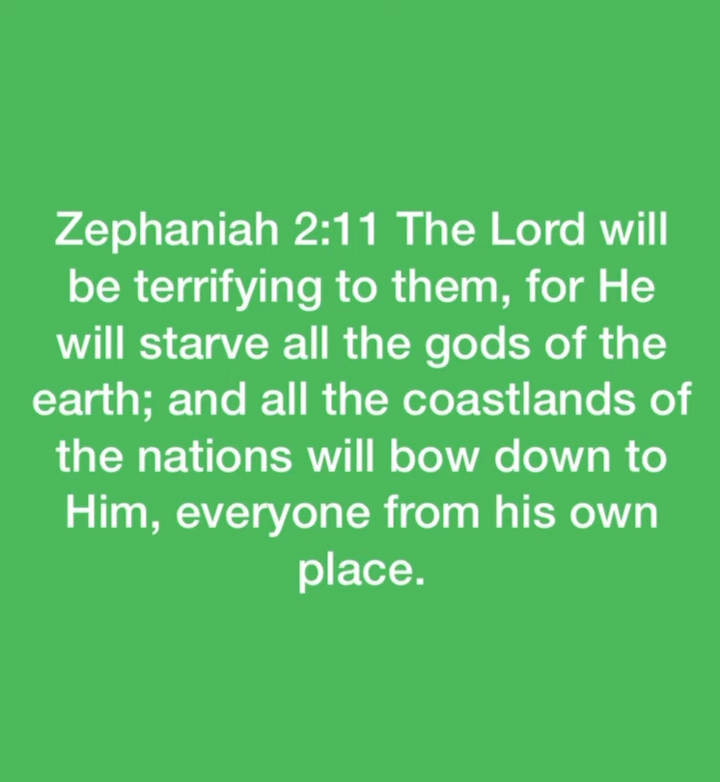 Zephaniah 2:11 The Lord will
be terrifying to them, for He
will starve all the gods of the
earth; and all the coastlands of
the nations will bow down to
Him, everyone from his own
place.